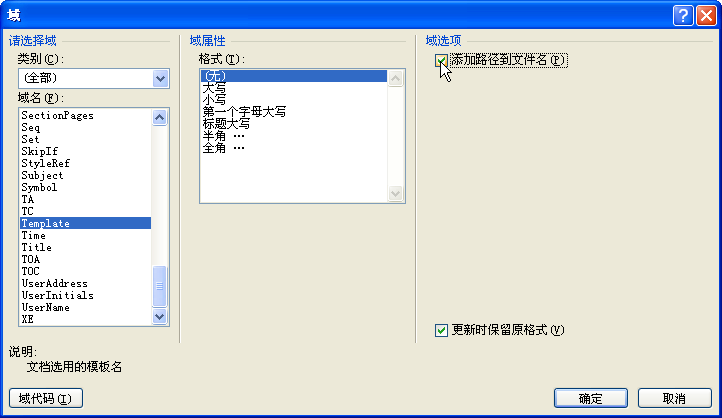 域
请选择域
类别(C):
(全部)
域名(F):
SectionPages
Seq
Set
SkipIf
StyleRef
Subject
Symbol
TA
TC
Template
Time
Title
TOA
TOC
UserAddress
UserInitials
UserName
XE
域属性
格式(T):
(无)
大写
小写
第一个字母大写
标题大写
半角 …
全角 …
域选项
添加路径到文件名(P)
更新时保留原格式(V)
说明:
文档选用的模板名
域代码(I)
确定
取消